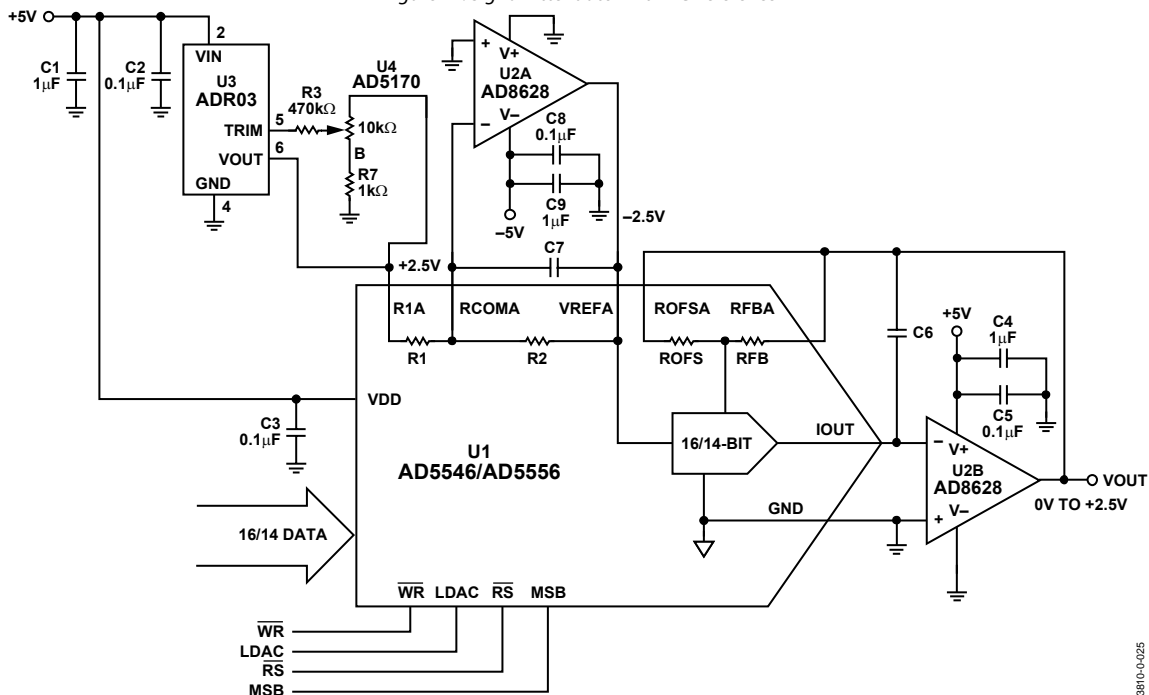 +5V
C1
1μF
C2
0.1μF
2
VIN
U3
ADR03
TRIM
5
VOUT
6
GND
4
R3
470kΩ
U4
AD5170
10kΩ
B
R7
1kΩ
+
V+
U2A
AD8628
V–
–
C8
0.1μF
C9
1μF
–5V
–2.5V
+2.5V
C7
R1A
RCOMA
VREFA
ROFSA
RFBA
R1
R2
ROFS
RFB
C6
+5V
C4
1μF
C5
0.1μF
VDD
C3
0.1μF
U1
AD5546/AD5556
16/14-BIT
IOUT
GND
–
V+
U2B
AD8628
+
V–
VOUT
0V TO +2.5V
16/14 DATA
WR LDAC RS MSB
WR
LDAC
RS
MSB
3810-0-025